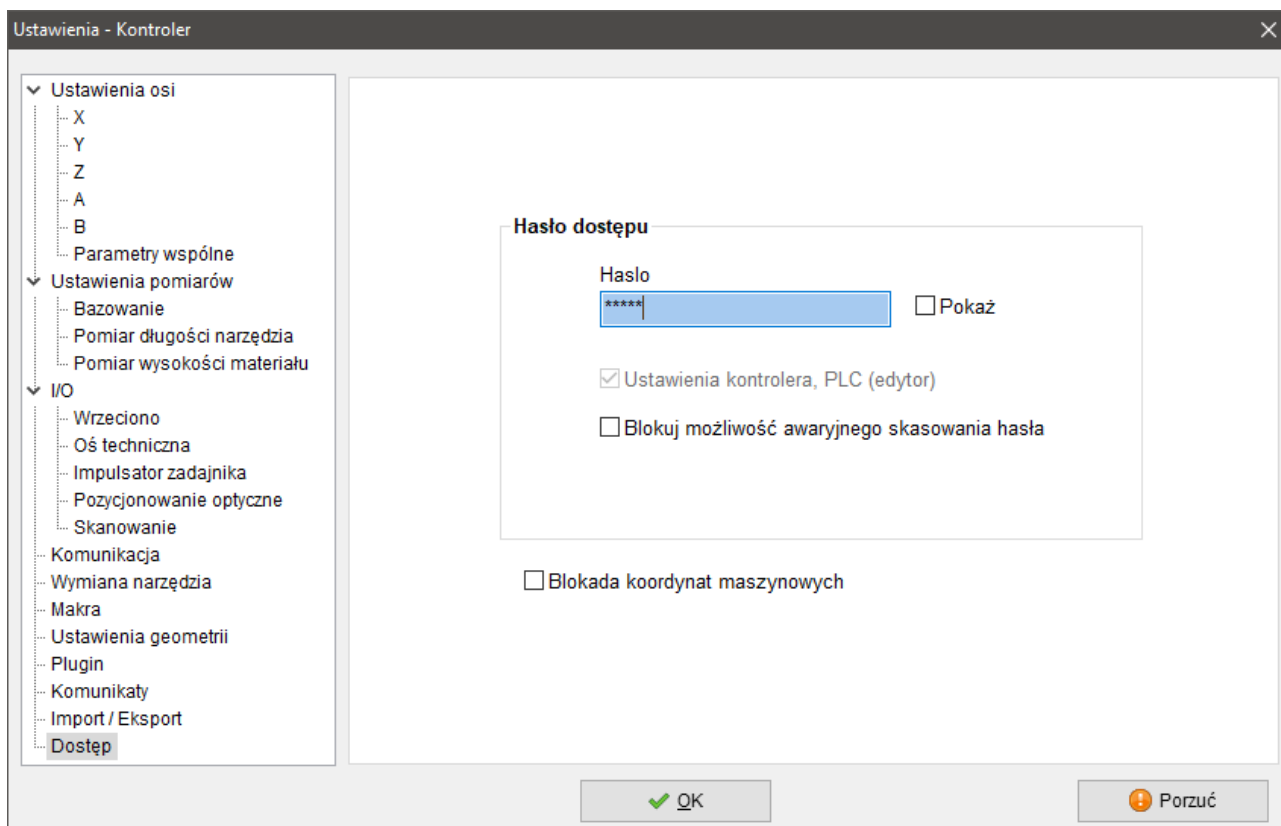 Ustawienia - Kontroler
Ustawienia osi
X
Y
Z
A
B
Parametry wspólne
Ustawienia pomiarów
Bazowanie
Pomiar długości narzędzia
Pomiar wysokości materiału
I/O
Wrzeciono
Oś techniczna
Impulsator zadajnika
Pozycjonowanie optyczne
Skanowanie
Komunikacja
Wymiana narzędzia
Makra
Ustawienia geometrii
Plugin
Komunikaty
Import / Eksport
Dostęp
Hasło dostępu
Haslo
*****
Pokaż
Ustawienia kontrolera, PLC (edytor)
Blokuj możliwość awaryjnego skasowania hasła
Blokada koordynat maszynowych
OK
Porzuć